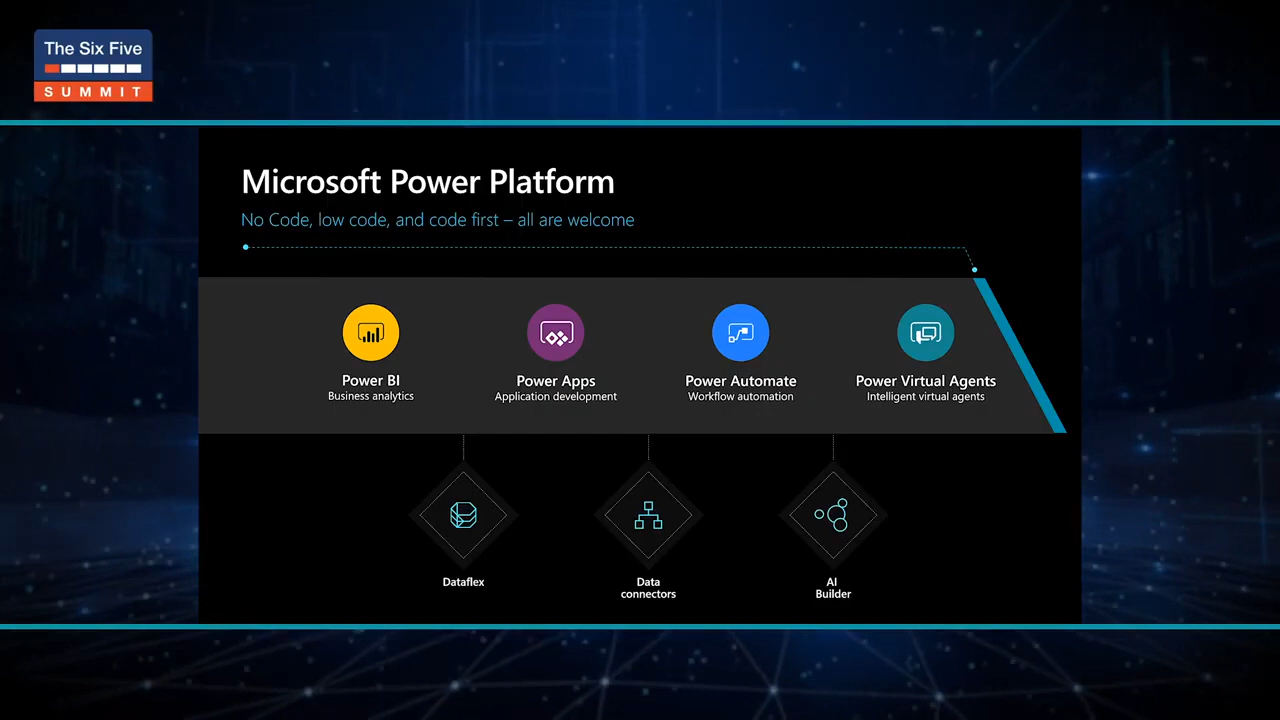 The Six Five
SUMMIT
Microsoft Power Platform
No Code, low code, and code first – all are welcome
Power BI
Business analytics
Power Apps
Application development
Power Automate
Workflow automation
Power Virtual Agents
Intelligent virtual agents
Dataflex
Data
connectors
AI
Builder